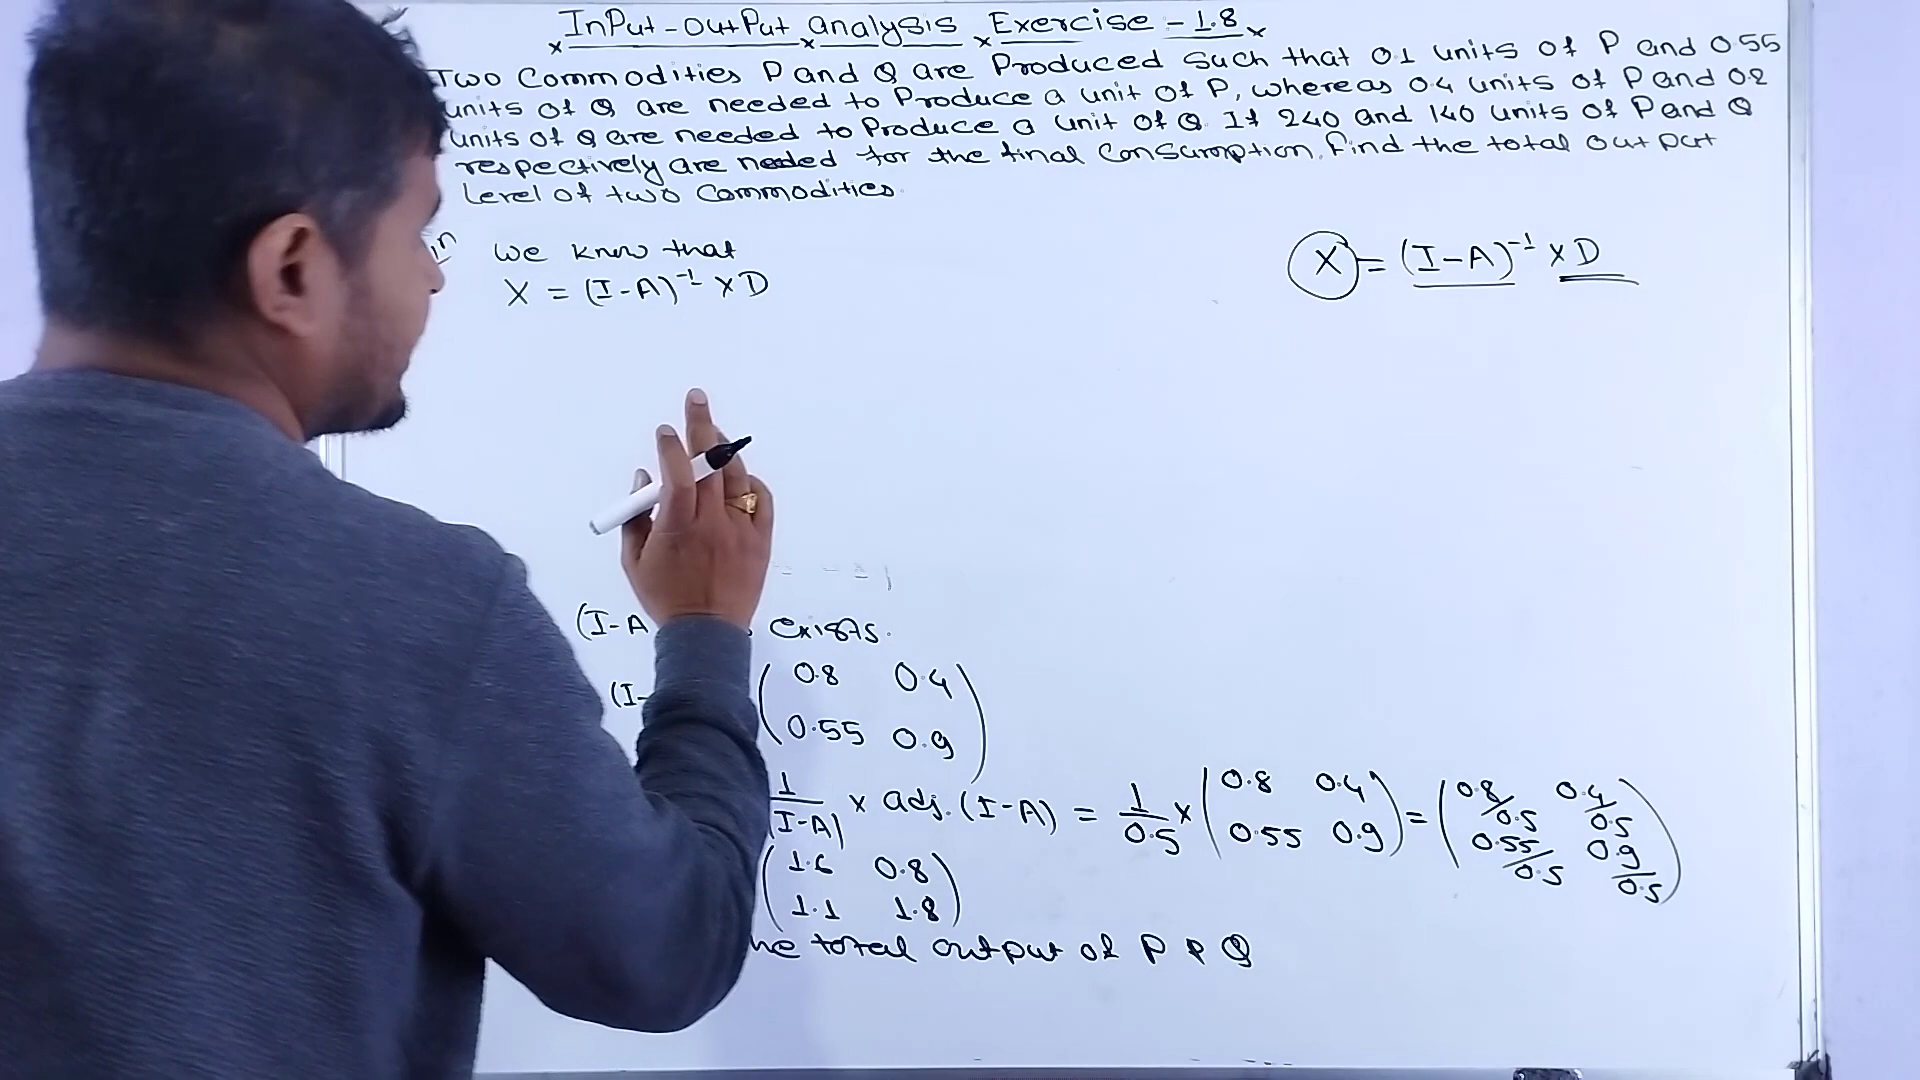 InPut-OutPut analysis Exercise - 1.8
Two Commodities P and Q are Produced such that 0.1 units of P and 0.55
units of Q are needed to Produce a unit of P, whereas 0.4 units of P and 0.2
units of Q are needed to Produce a unit of Q. If 240 and 140 units of P and Q
respectively are needed for the final Consumption. Find the total out put
Level of two Commodities.
We know that
X = (I-A)⁻¹ × D
X = (I-A)⁻¹ × D
(I-A exists.
(I- (0.8 0.4
0.55 0.9)
1/|I-A| × adj. (I-A) = 1/0.5 × (0.8 0.4 = (0.8/0.5 0.4/0.5
0.55 0.9) 0.55/0.5 0.9/0.5)
(1.6 0.8
1.1 1.8)
total output of P & Q